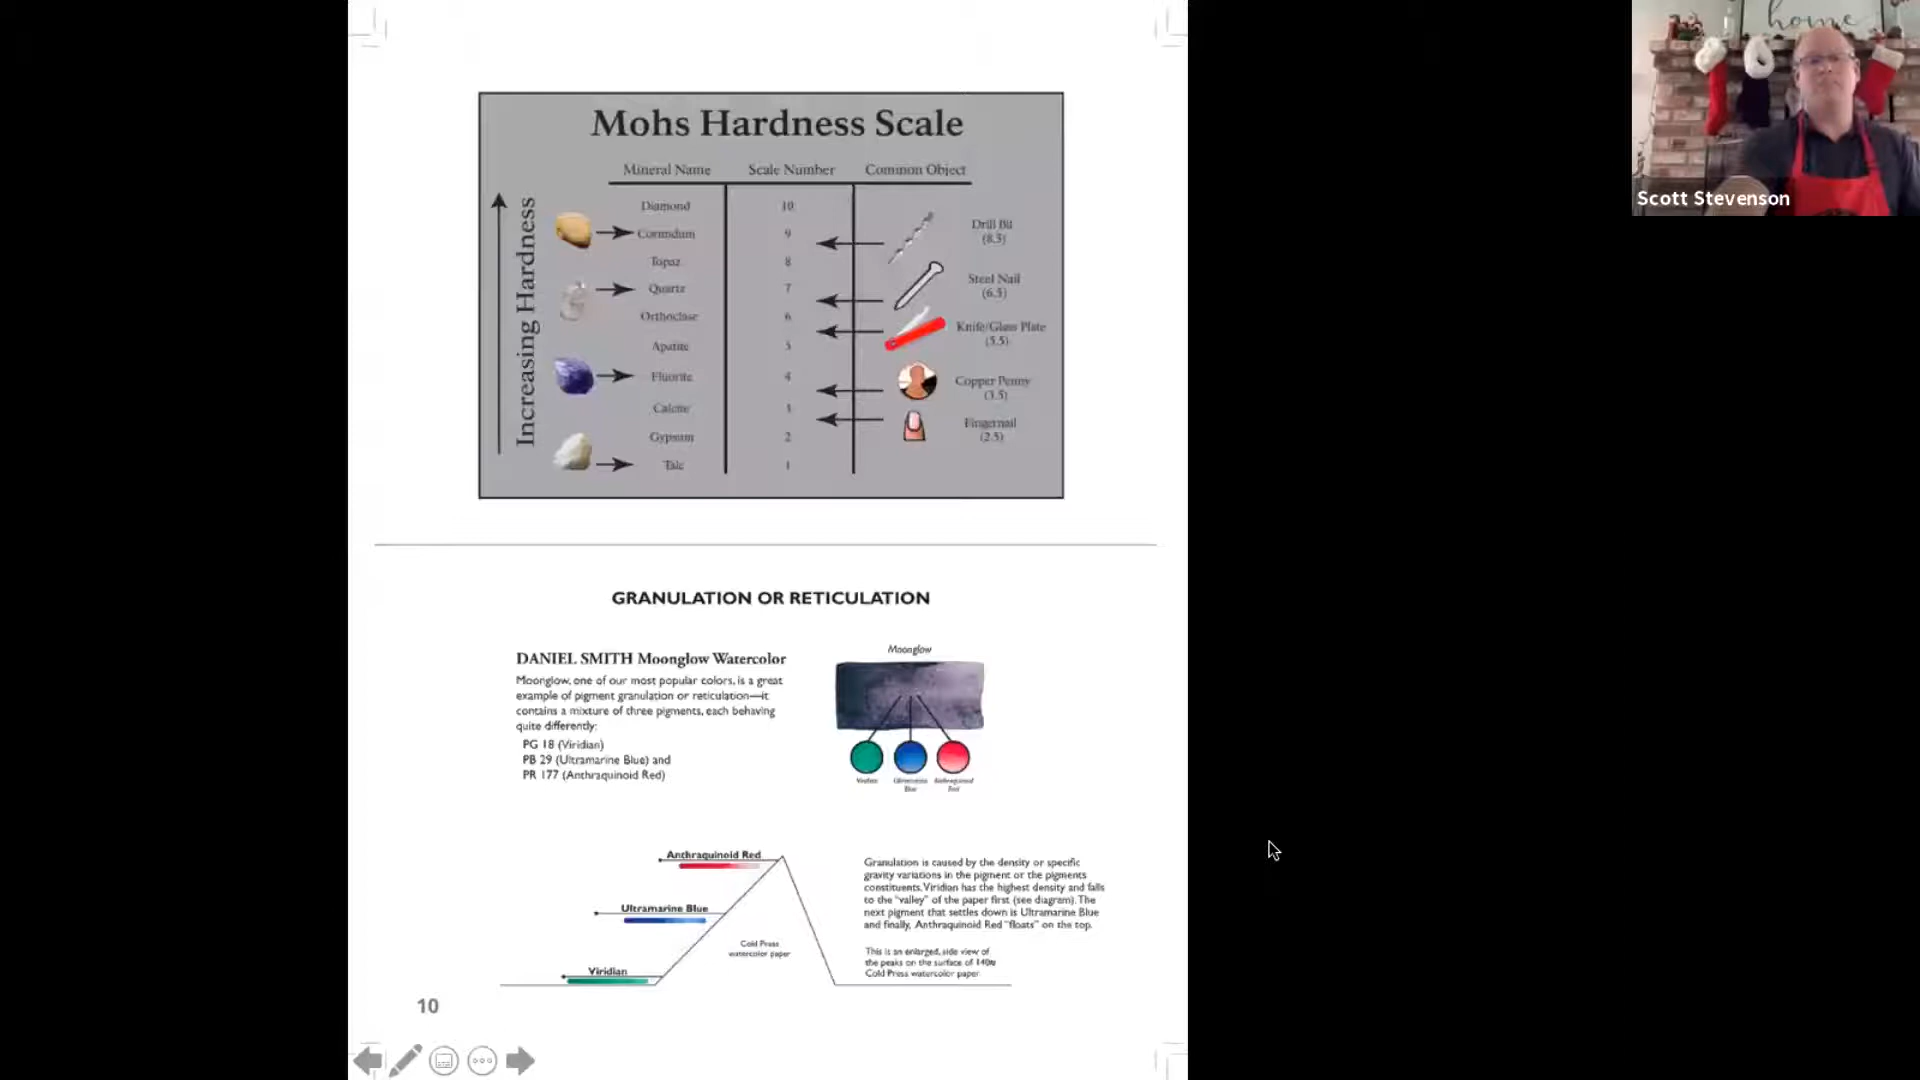 home
Scott Stevenson
Mohs Hardness Scale
Mineral Name Scale Number Common Object
Increasing Hardness
Diamond 10
Corundum 9
Topaz 8
Quartz 7
Orthoclase 6
Apatite 5
Fluorite 4
Calcite 3
Gypsum 2
Talc 1
Drill Bit
(8.5)
Steel Nail
(6.5)
Knife/Glass Plate
(5.5)
Copper Penny
(3.5)
Fingernail
(2.5)
GRANULATION OR RETICULATION
DANIEL SMITH Moonglow Watercolor
Moonglow, one of our most popular colors, is a great
example of pigment granulation or reticulation—it
contains a mixture of three pigments, each behaving
quite differently:
PG 18 (Viridian)
PB 29 (Ultramarine Blue) and
PR 177 (Anthraquinoid Red)
Moonglow
Viridian
Ultramarine
Blue
Anthraquinoid
Red
Anthraquinoid Red
Ultramarine Blue
Viridian
Cold Press
watercolor paper
Granulation is caused by the density or specific
gravity variations in the pigment or the pigments
constituents. Viridian has the highest density and falls
to the "valley" of the paper first (see diagram). The
next pigment that settles down is Ultramarine Blue
and finally, Anthraquinoid Red "floats" on the top.
This is an enlarged, side view of
the peaks on the surface of 140#
Cold Press watercolor paper
10